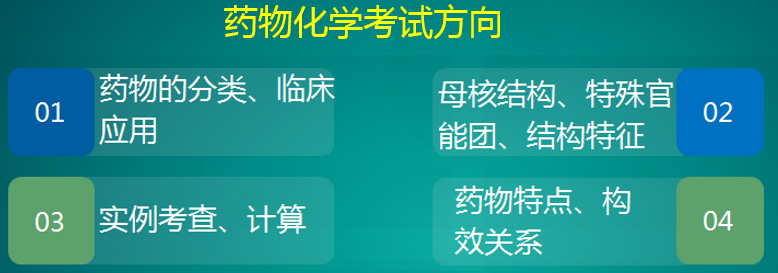 药物化学考试方向
01
药物的分类、临床
应用
母核结构、特殊官
能团、结构特征
02
03
实例考查、计算
药物特点、构
效关系
04